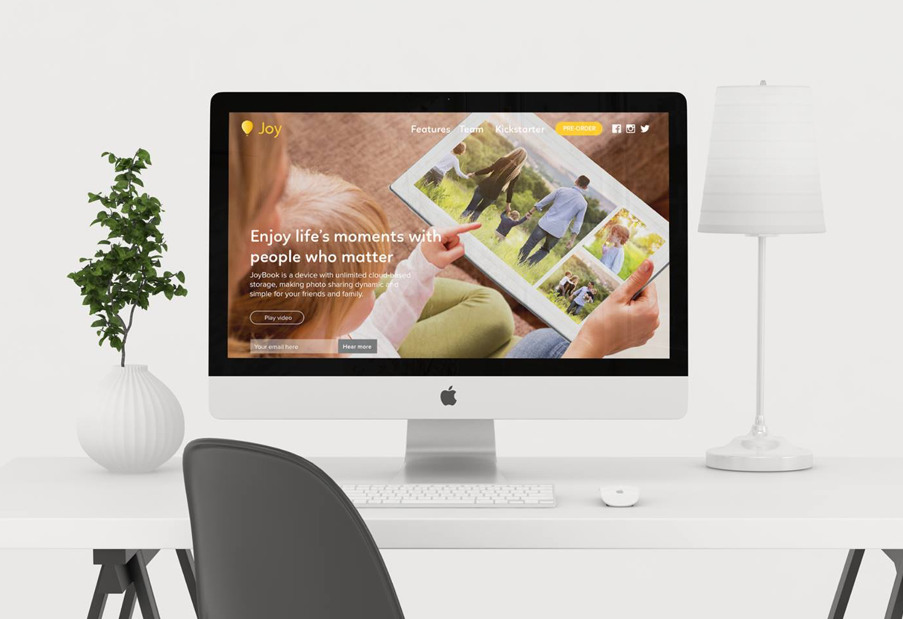 Joy
Features Team Kickstarter PRE-ORDER
Enjoy life's moments with
people who matter
JoyBook is a device with unlimited cloud-based
storage, making photo sharing dynamic and
simple for your friends and family.
Play video
Your email here Hear more